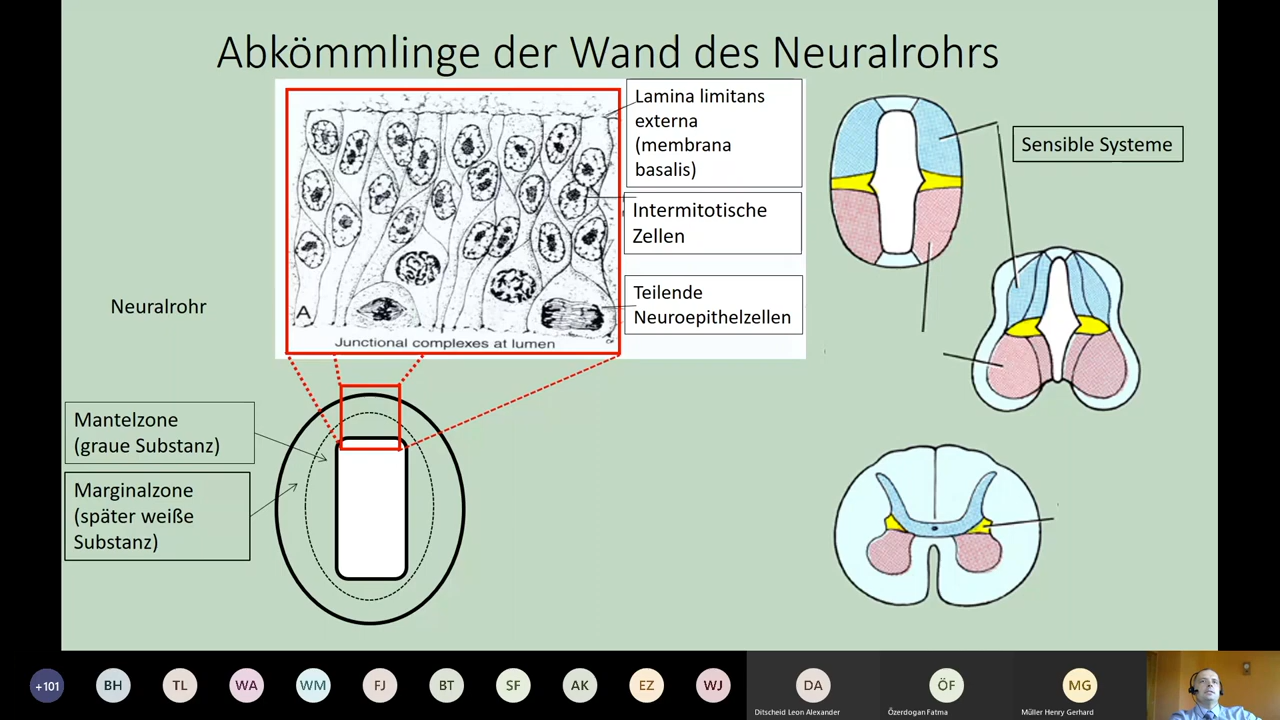 Abkömmlinge der Wand des Neuralrohrs
Lamina limitans
externa
(membrana
basalis)
Intermitotische
Zellen
Teilende
Neuroepithelzellen
A
Junctional complexes at lumen
Sensible Systeme
Neuralrohr
Mantelzone
(graue Substanz)
Marginalzone
(später weiße
Substanz)
+101
BH
TL
WA
WM
FJ
BT
SF
AK
EZ
WJ
DA
Ditscheid Leon Alexander
ÖF
Özerdogan Fatma
MG
Müller Henry Gerhard